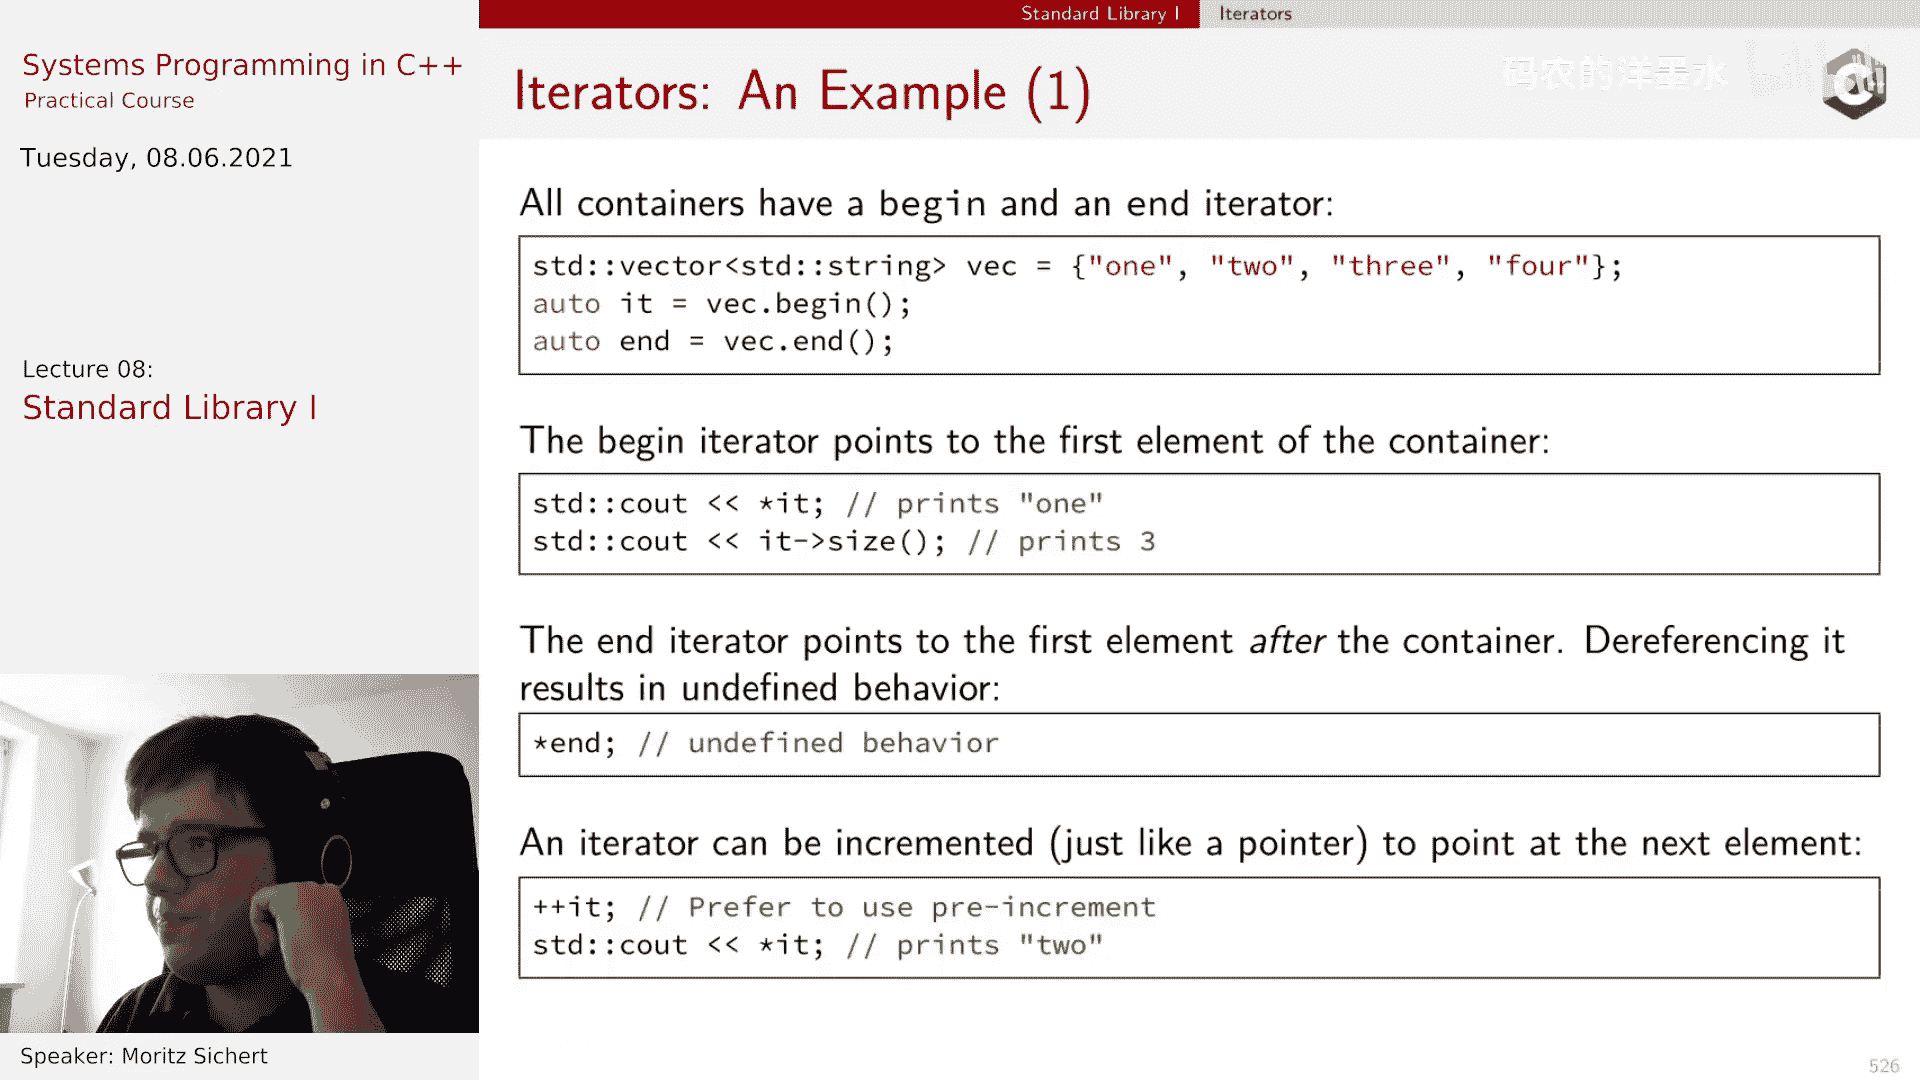 Standard Library I    Iterators
Systems Programming in C++
Practical Course
Tuesday, 08.06.2021
Lecture 08:
Standard Library I
Speaker: Moritz Sichert
Iterators: An Example (1)
码农的洋墨水
All containers have a begin and an end iterator:
std::vector<std::string> vec = {"one", "two", "three", "four"};
auto it = vec.begin();
auto end = vec.end();
The begin iterator points to the first element of the container:
std::cout << *it; // prints "one"
std::cout << it->size(); // prints 3
The end iterator points to the first element after the container. Dereferencing it
results in undefined behavior:
*end; // undefined behavior
An iterator can be incremented (just like a pointer) to point at the next element:
++it; // Prefer to use pre-increment
std::cout << *it; // prints "two"
526